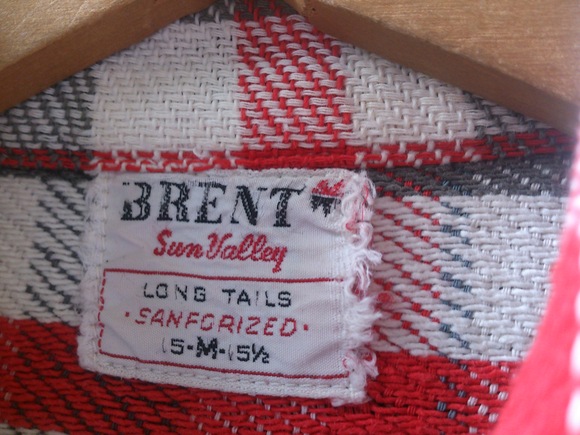 BRENT
Sun Valley
LONG TAILS
·SANFORIZED·
15-M-15½